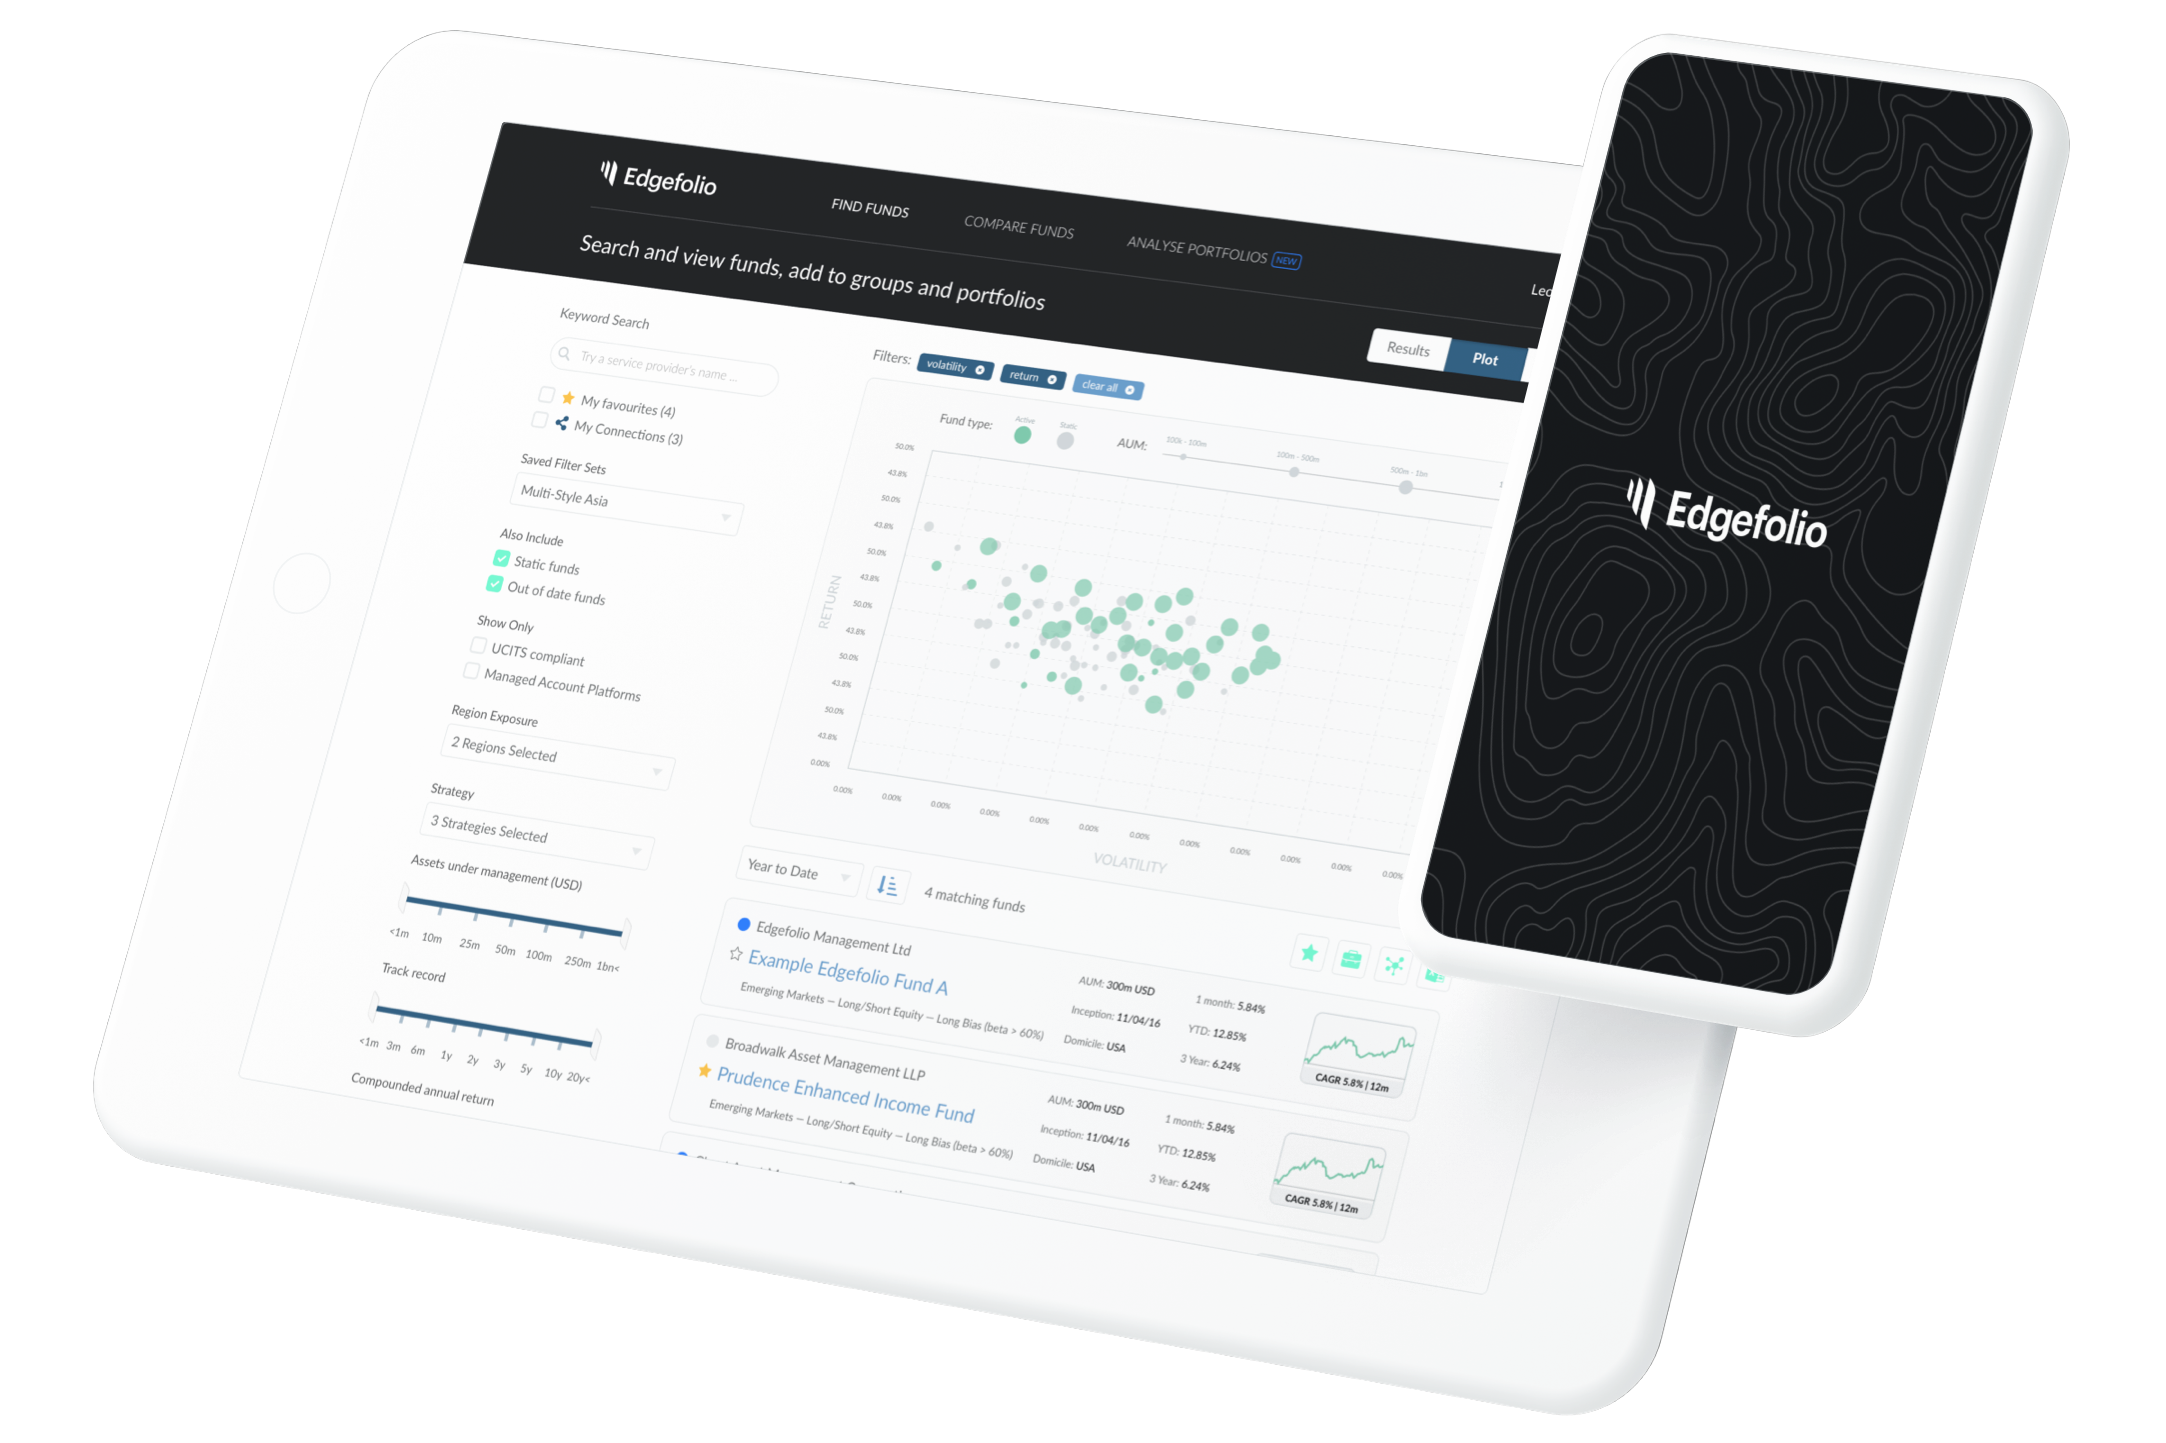 Edgefolio
FIND FUNDS
COMPARE FUNDS
ANALYSE PORTFOLIOS NEW
Search and view funds, add to groups and portfolios
Results
Plot
Keyword Search
Try a service provider's name ...
My favourites (4)
My Connections (3)
Saved Filter Sets
Multi-Style Asia
Also Include
Static funds
Out of date funds
Show Only
UCITS compliant
Managed Account Platforms
Region Exposure
2 Regions Selected
Strategy
3 Strategies Selected
Assets under management (USD)
<1m 10m 25m 50m 100m 250m 1bn<
Track record
<1m 3m 6m 1y 2y 3y 5y 10y 20y<
Compounded annual return
Filters: volatility return clear all
Fund type: Active Static
AUM: 100k - 100m 100m - 500m 500m - 1bn
RETURN
50.0%
43.8%
50.0%
43.8%
50.0%
43.8%
50.0%
43.8%
50.0%
43.8%
50.0%
43.8%
0.00%
0.00% 0.00% 0.00% 0.00% 0.00% 0.00% 0.00% 0.00% 0.00% 0.00% 0.00% 0.00%
VOLATILITY
Year to Date
4 matching funds
Edgefolio Management Ltd
Example Edgefolio Fund A
Emerging Markets — Long/Short Equity — Long Bias (beta > 60%)
AUM: 300m USD
Inception: 11/04/16
Domicile: USA
1 month: 5.84%
YTD: 12.85%
3 Year: 6.24%
CAGR 5.8% | 12m
Broadwalk Asset Management LLP
Prudence Enhanced Income Fund
Emerging Markets — Long/Short Equity — Long Bias (beta > 60%)
AUM: 300m USD
Inception: 11/04/16
Domicile: USA
1 month: 5.84%
YTD: 12.85%
3 Year: 6.24%
CAGR 5.8% | 12m
Edgefolio